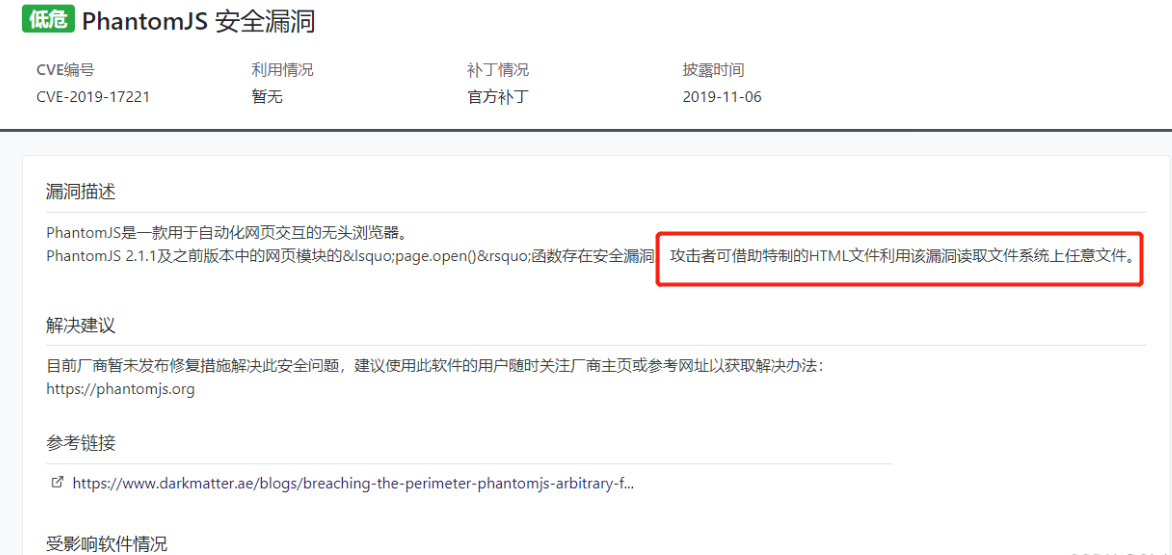 低危 PhantomJS 安全漏洞
CVE编号 利用情况 补丁情况 披露时间
CVE-2019-17221 暂无 官方补丁 2019-11-06
漏洞描述
PhantomJS是一款用于自动化网页交互的无头浏览器。
PhantomJS 2.1.1及之前版本中的网页模块的&lsquo;page.open()&rsquo;函数存在安全漏洞 攻击者可借助特制的HTML文件利用该漏洞读取文件系统上任意文件。
解决建议
目前厂商暂未发布修复措施解决此安全问题，建议使用此软件的用户随时关注厂商主页或参考网址以获取解决办法：
https://phantomjs.org
参考链接
https://www.darkmatter.ae/blogs/breaching-the-perimeter-phantomjs-arbitrary-f...
受影响软件情况